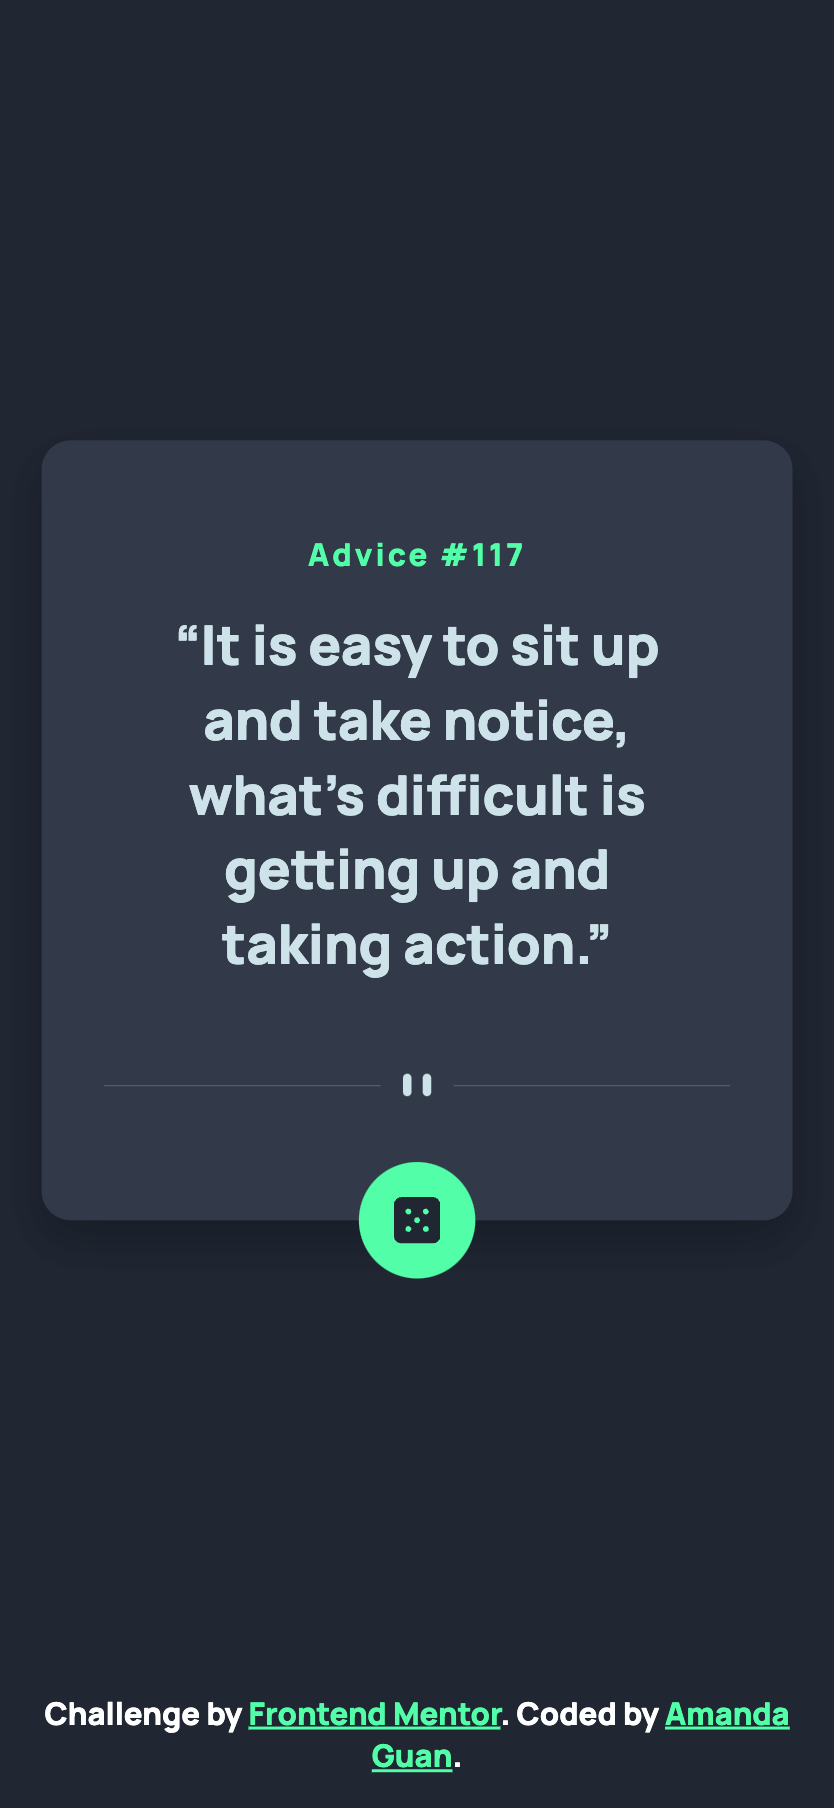 Advice #117
“It is easy to sit up
and take notice,
what’s difficult is
getting up and
taking action.”
Challenge by Frontend Mentor. Coded by Amanda
Guan.